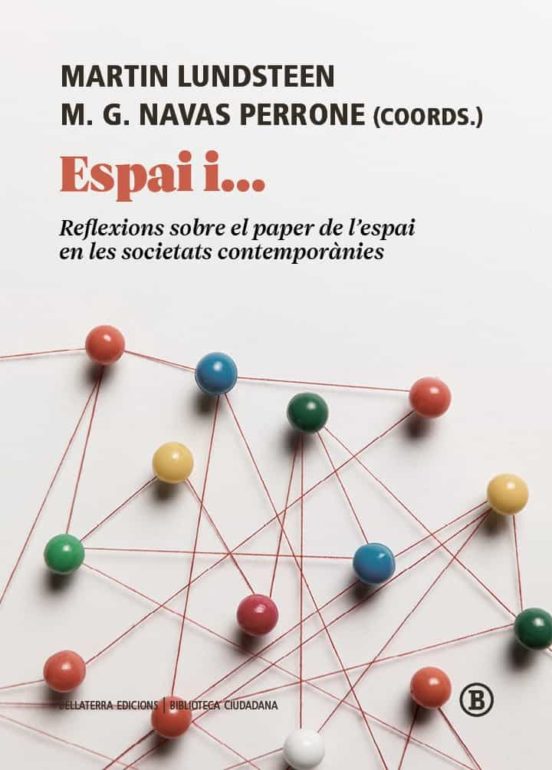 MARTIN LUNDSTEEN
M. G. NAVAS PERRONE (COORDS.)
Espai i...
Reflexions sobre el paper de l'espai
en les societats contemporànies
BELLATERRA EDICIONS | BIBLIOTECA CIUDADANA
B